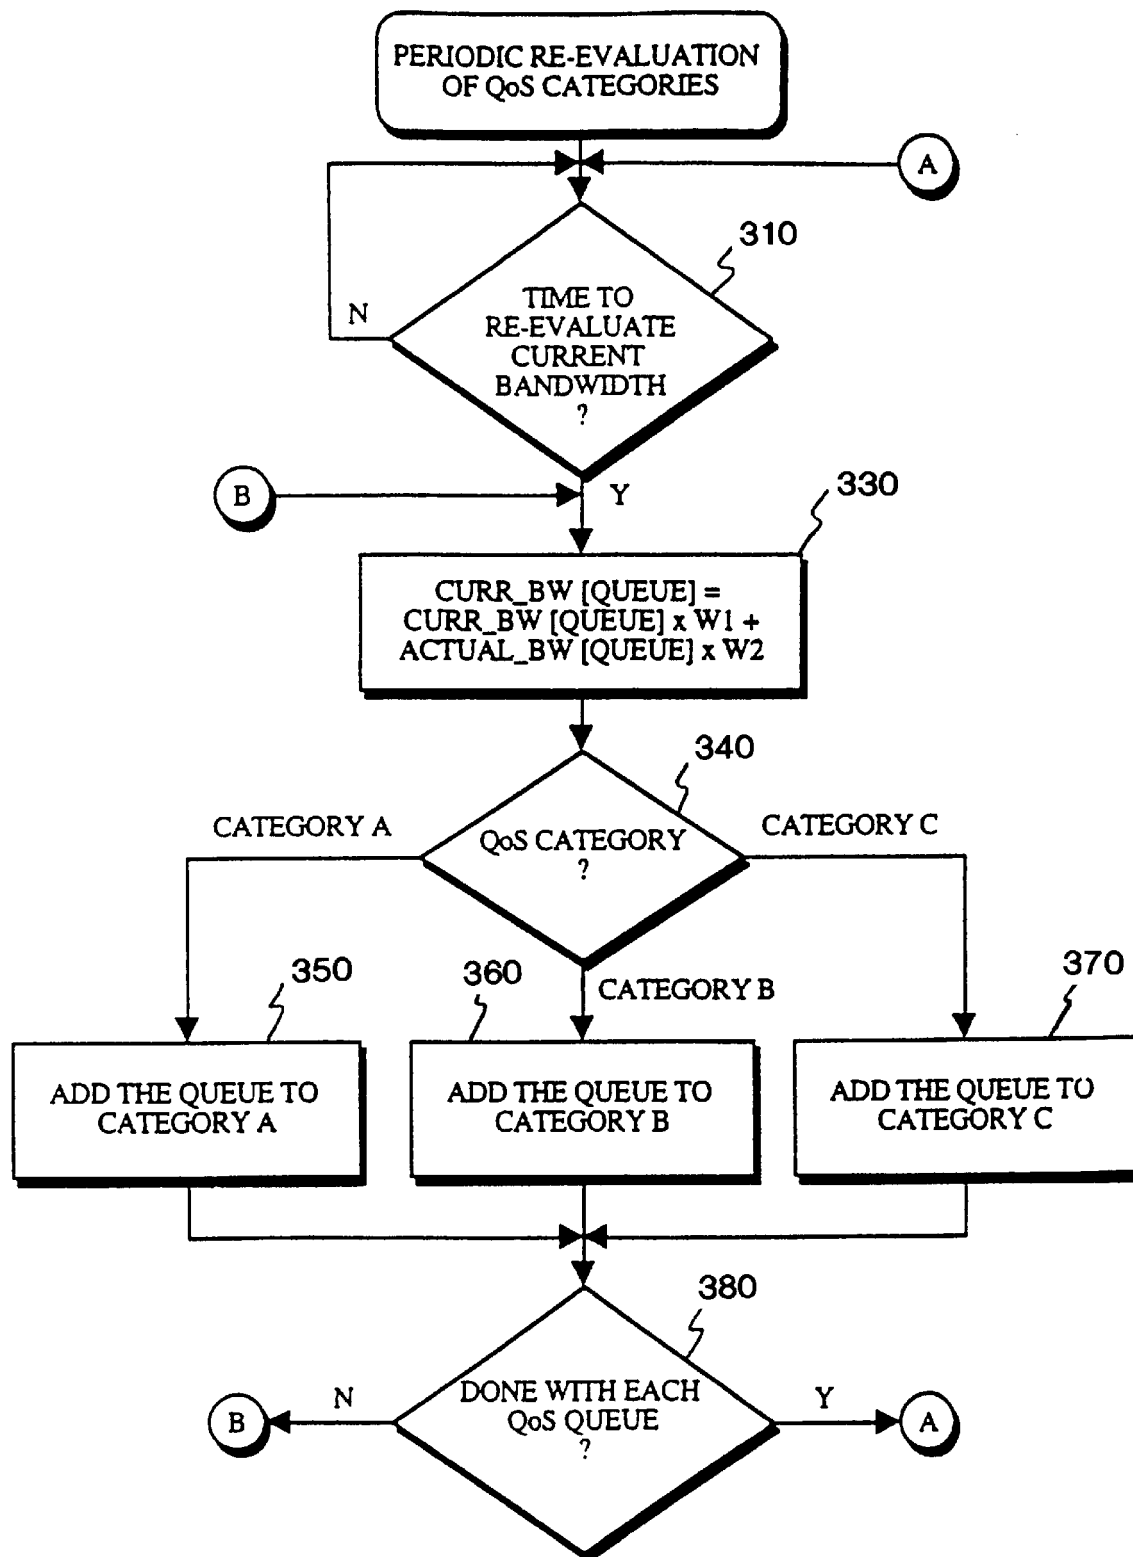 PERIODIC RE-EVALUATION
OF QoS CATEGORIES
A
310
N
TIME TO
RE-EVALUATE
CURRENT
BANDWIDTH
?
B
Y
330
CURR_BW [QUEUE] =
CURR_BW [QUEUE] x W1 +
ACTUAL_BW [QUEUE] x W2
340
CATEGORY A
QoS CATEGORY
?
CATEGORY C
350
360
CATEGORY B
370
ADD THE QUEUE TO
CATEGORY A
ADD THE QUEUE TO
CATEGORY B
ADD THE QUEUE TO
CATEGORY C
380
B
N
DONE WITH EACH
QoS QUEUE
?
Y
A